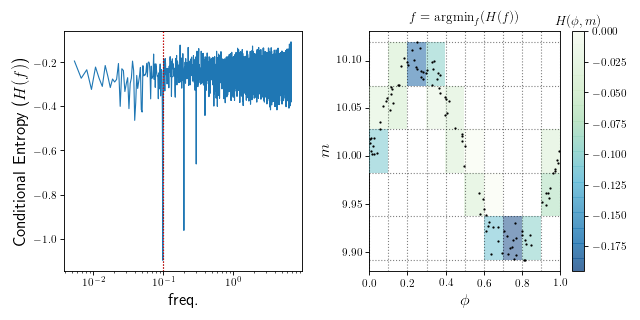 f = argmin_f(H(f))
H(ϕ, m)
Conditional Entropy (H(f))
−0.2
−0.4
−0.6
−0.8
−1.0
10⁻² 10⁻¹ 10⁰
freq.
m
10.10
10.05
10.00
9.95
9.90
0.0 0.2 0.4 0.6 0.8 1.0
ϕ
0.000
−0.025
−0.050
−0.075
−0.100
−0.125
−0.150
−0.175